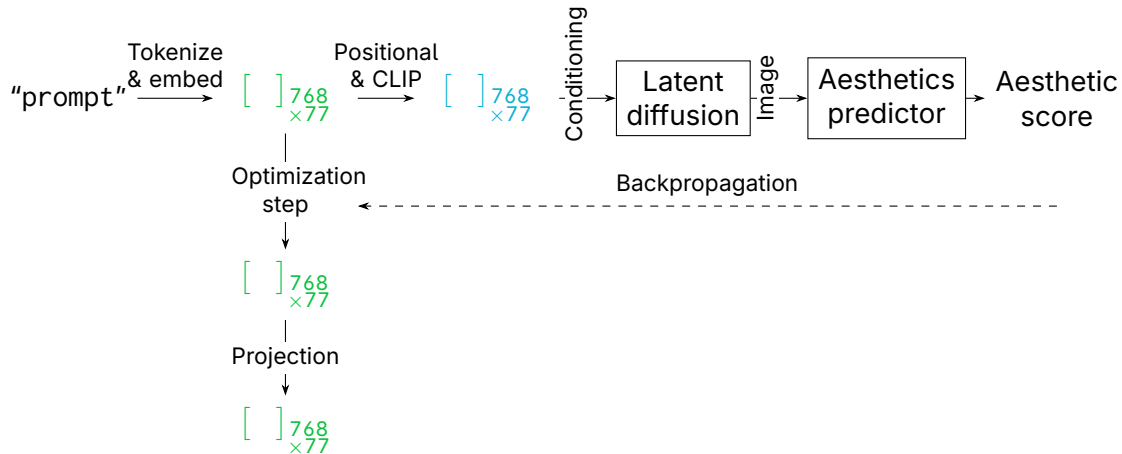 "prompt"
Tokenize
& embed
[ ]768
×77
Positional
& CLIP
[ ]768
×77
Conditioning
Latent
diffusion
Image
Aesthetics
predictor
Aesthetic
score
Optimization
step
Backpropagation
[ ]768
×77
Projection
[ ]768
×77